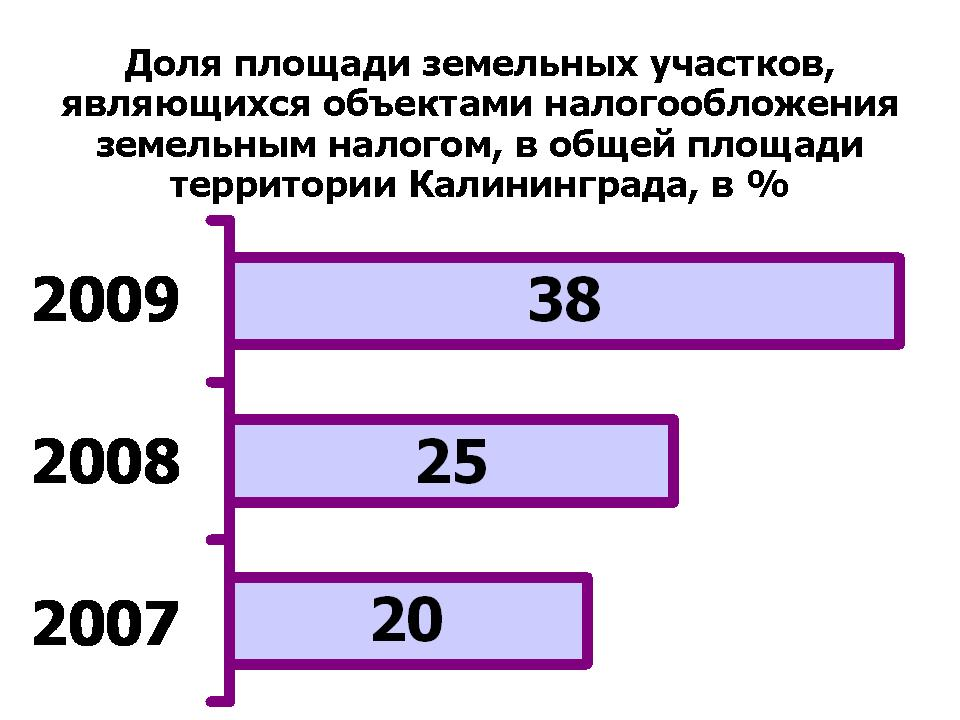 Доля площади земельных участков,
являющихся объектами налогообложения
земельным налогом, в общей площади
территории Калининграда, в %
2009 38
2008 25
2007 20